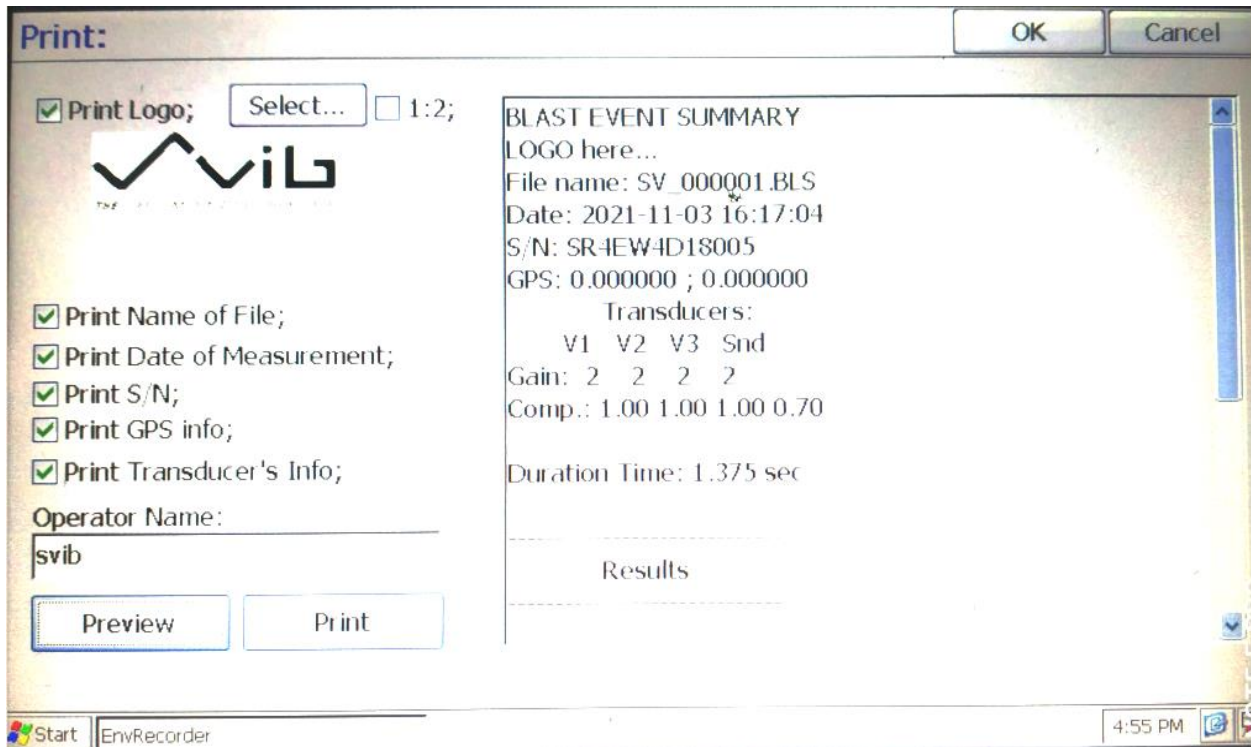 Print:
OK
Cancel
Print Logo;
Select...
1:2;
vib
THE
Print Name of File;
Print Date of Measurement;
Print S/N;
Print GPS info;
Print Transducer's Info;
Operator Name:
svib
Preview
Print
BLAST EVENT SUMMARY
LOGO here...
File name: SV_000001.BLS
Date: 2021-11-03 16:17:04
S/N: SR4EW4D18005
GPS: 0.000000 ; 0.000000
Transducers:
V1 V2 V3 Snd
Gain: 2 2 2 2
Comp.: 1.00 1.00 1.00 0.70
Duration Time: 1.375 sec
Results
Start
EnvRecorder
4:55 PM